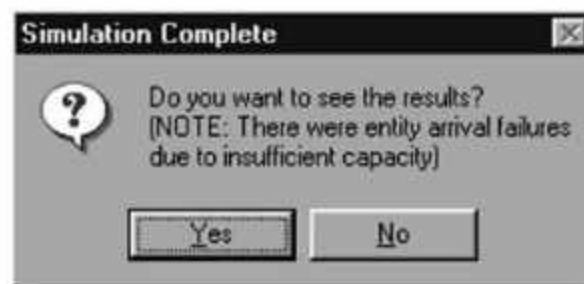 Simulation Complete
?
Do you want to see the results?
(NOTE: There were entity arrival failures
due to insufficient capacity)
Yes
No